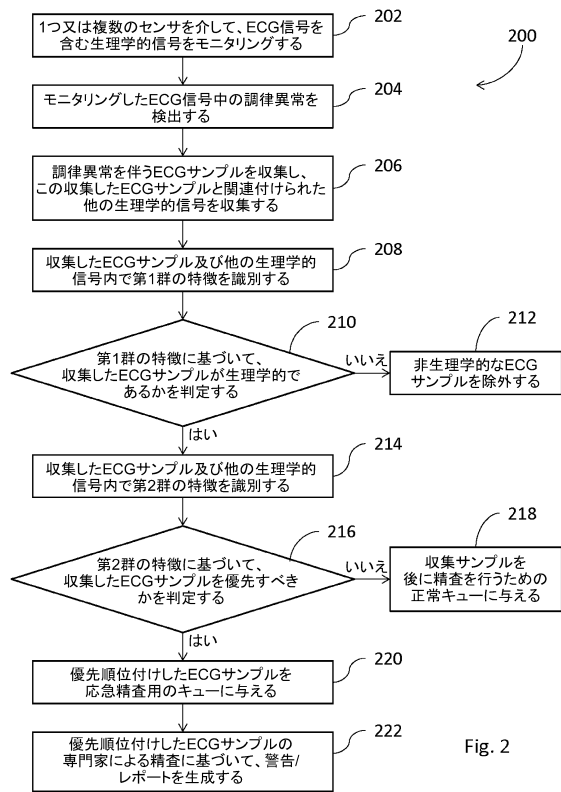 1つ又は複数のセンサを介して、ECG信号を
含む生理学的信号をモニタリングする
202
200
モニタリングしたECG信号中の調律異常を
検出する
204
調律異常を伴うECGサンプルを収集し、
この収集したECGサンプルと関連付けられた
他の生理学的信号を収集する
206
収集したECGサンプル及び他の生理学的
信号内で第1群の特徴を識別する
208
第1群の特徴に基づいて、
収集したECGサンプルが生理学的で
あるかを判定する
210
いいえ
非生理学的なECG
サンプルを除外する
212
はい
収集したECGサンプル及び他の生理学的
信号内で第2群の特徴を識別する
214
第2群の特徴に基づいて、
収集したECGサンプルを優先すべき
かを判定する
216
いいえ
収集サンプルを
後に精査を行うための
正常キューに与える
218
はい
優先順位付けしたECGサンプルを
応急精査用のキューに与える
220
優先順位付けしたECGサンプルの
専門家による精査に基づいて、警告/
レポートを生成する
222
Fig. 2